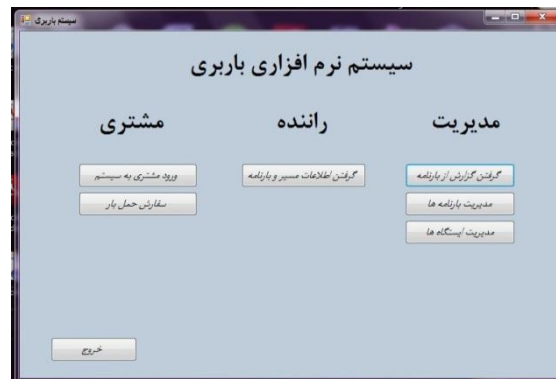 سیستم باربری
سیستم نرم افزاری باربری
مدیریت
راننده
مشتری
گرفتن گزارش از بارنامه
گرفتن اطلاعات مسیر و بارنامه
ورود مشتری به سیستم
مدیریت بارنامه ها
سفارش حمل بار
مدیریت ایستگاه ها
خروج